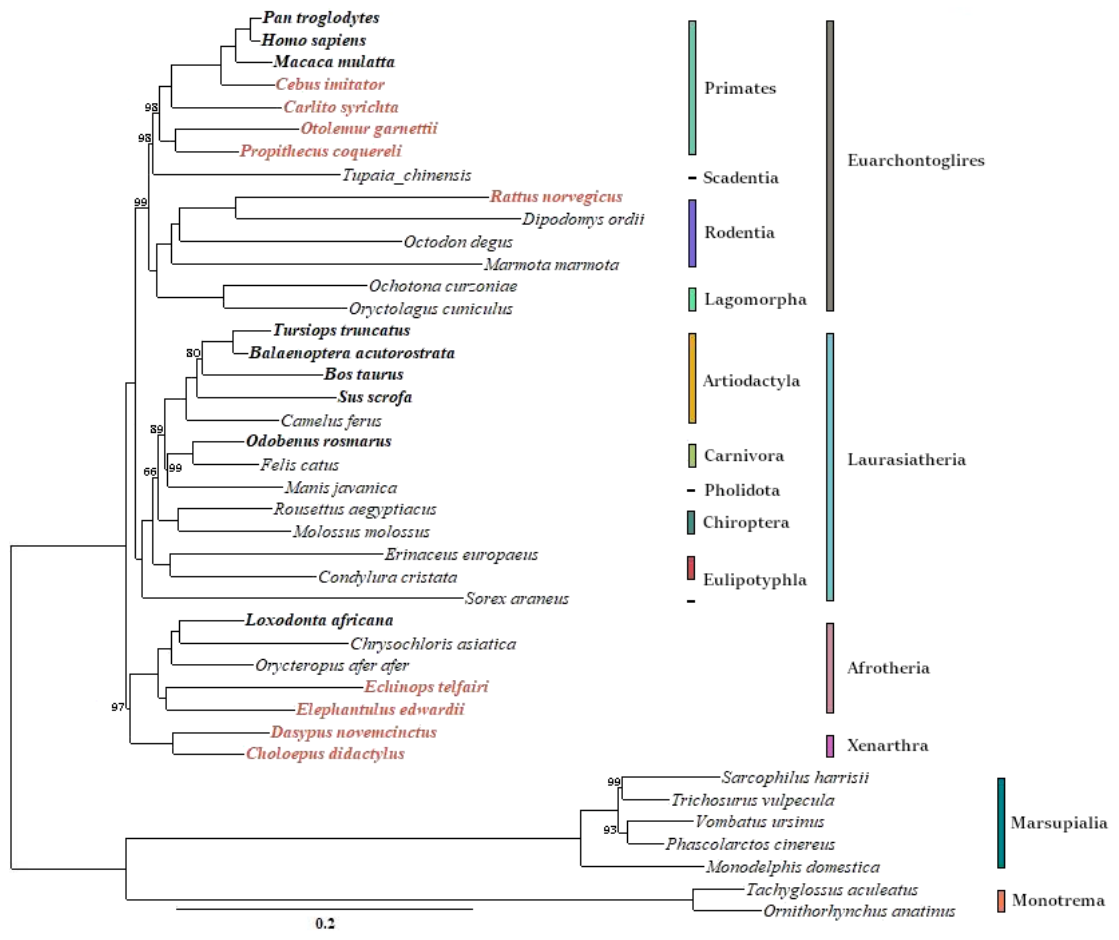 Pan troglodytes
Homo sapiens
Macaca mulatta
Cebus imitator
Primates
98
Carlito syrichta
Otolemur garnettii
98
Propithecus coquereli
Euarchontoglires
Tupaia_chinensis
Scadentia
99
Rattus norvegicus
Dipodomys ordii
Rodentia
Octodon degus
Marmota marmota
Ochotona curzoniae
Lagomorpha
Oryctolagus cuniculus
Tursiops truncatus
80
Balaenoptera acutorostrata
Bos taurus
Artiodactyla
Sus scrofa
Camelus ferus
89
Odobenus rosmarus
Carnivora
Laurasiatheria
66
99
Felis catus
Manis javanica
Pholidota
Rousettus aegyptiacus
Chiroptera
Molossus molossus
Erinaceus europaeus
Eulipotyphla
Condylura cristata
Sorex araneus
Loxodonta africana
Chrysochloris asiatica
Orycteropus afer afer
Afrotheria
Echinops telfairi
97
Elephantulus edwardii
Dasypus novemcinctus
Xenarthra
Choloepus didactylus
Sarcophilus harrisii
99
Trichosurus vulpecula
Vombatus ursinus
Marsupialia
93
Phascolarctos cinereus
Monodelphis domestica
Tachyglossus aculeatus
Monotrema
Ornithorhynchus anatinus
0.2